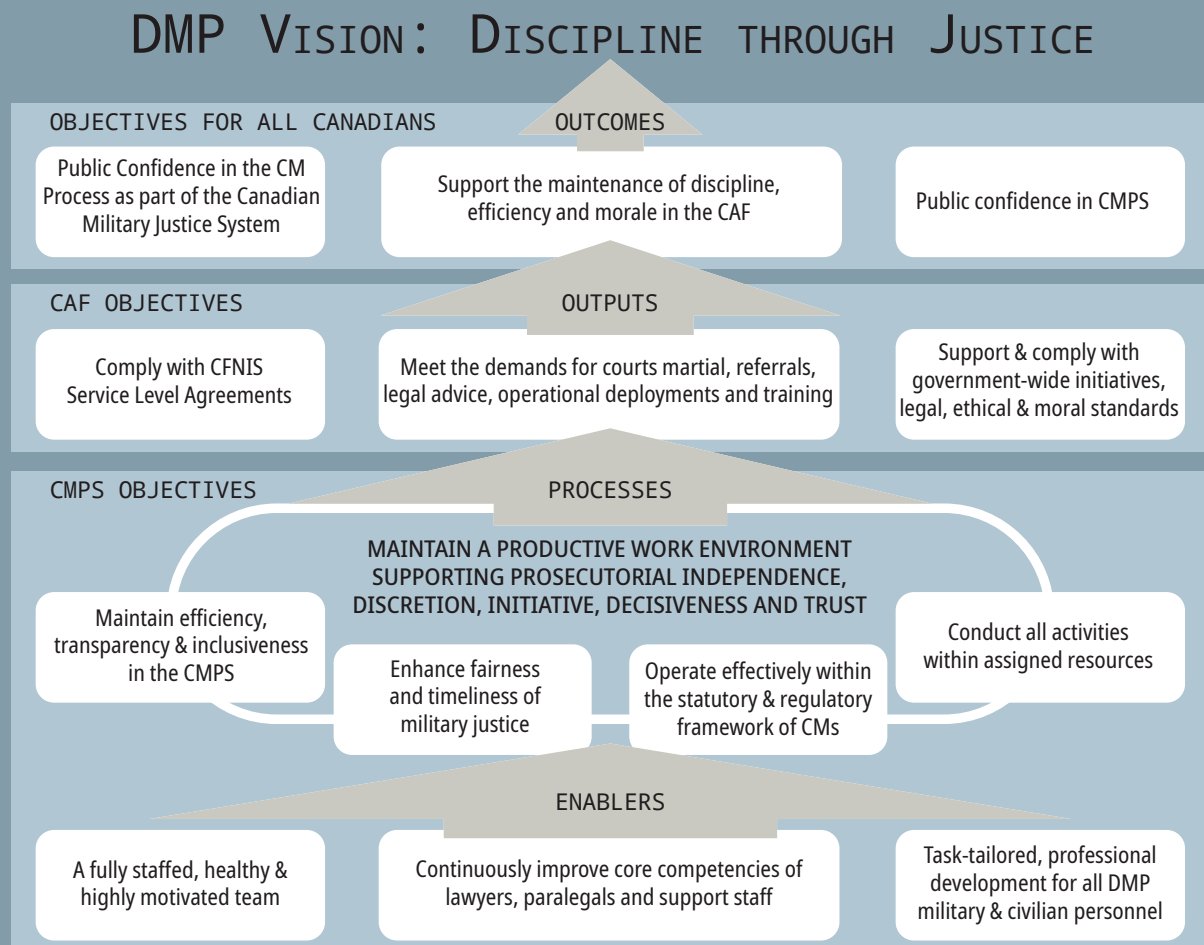 DMP Vision: Discipline through Justice
OBJECTIVES FOR ALL CANADIANS
OUTCOMES
Public Confidence in the CM
Process as part of the Canadian
Military Justice System
Support the maintenance of discipline,
efficiency and morale in the CAF
Public confidence in CMPS
CAF OBJECTIVES
OUTPUTS
Comply with CFNIS
Service Level Agreements
Meet the demands for courts martial, referrals,
legal advice, operational deployments and training
Support & comply with
government-wide initiatives,
legal, ethical & moral standards
CMPS OBJECTIVES
PROCESSES
MAINTAIN A PRODUCTIVE WORK ENVIRONMENT
SUPPORTING PROSECUTORIAL INDEPENDENCE,
DISCRETION, INITIATIVE, DECISIVENESS AND TRUST
Maintain efficiency,
transparency & inclusiveness
in the CMPS
Enhance fairness
and timeliness of
military justice
Operate effectively within
the statutory & regulatory
framework of CMs
Conduct all activities
within assigned resources
ENABLERS
A fully staffed, healthy &
highly motivated team
Continuously improve core competencies of
lawyers, paralegals and support staff
Task-tailored, professional
development for all DMP
military & civilian personnel